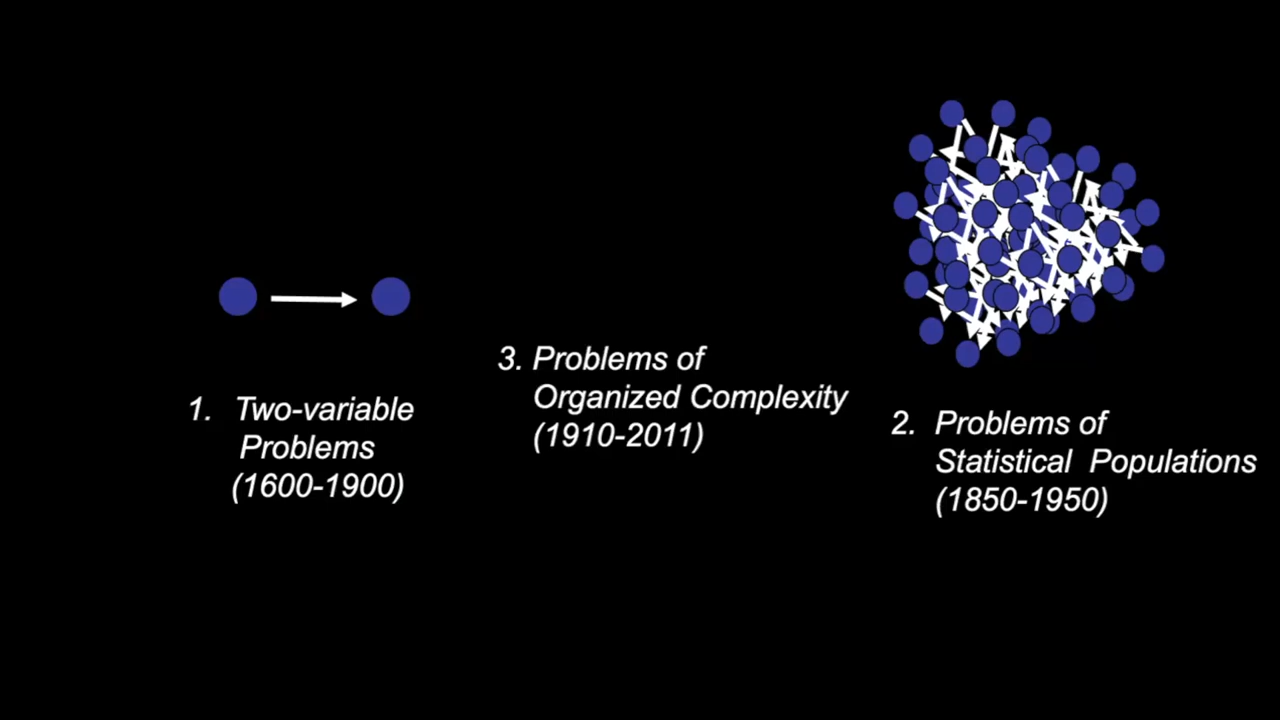 1. Two-variable
Problems
(1600-1900)
3. Problems of
Organized Complexity
(1910-2011)
2. Problems of
Statistical Populations
(1850-1950)